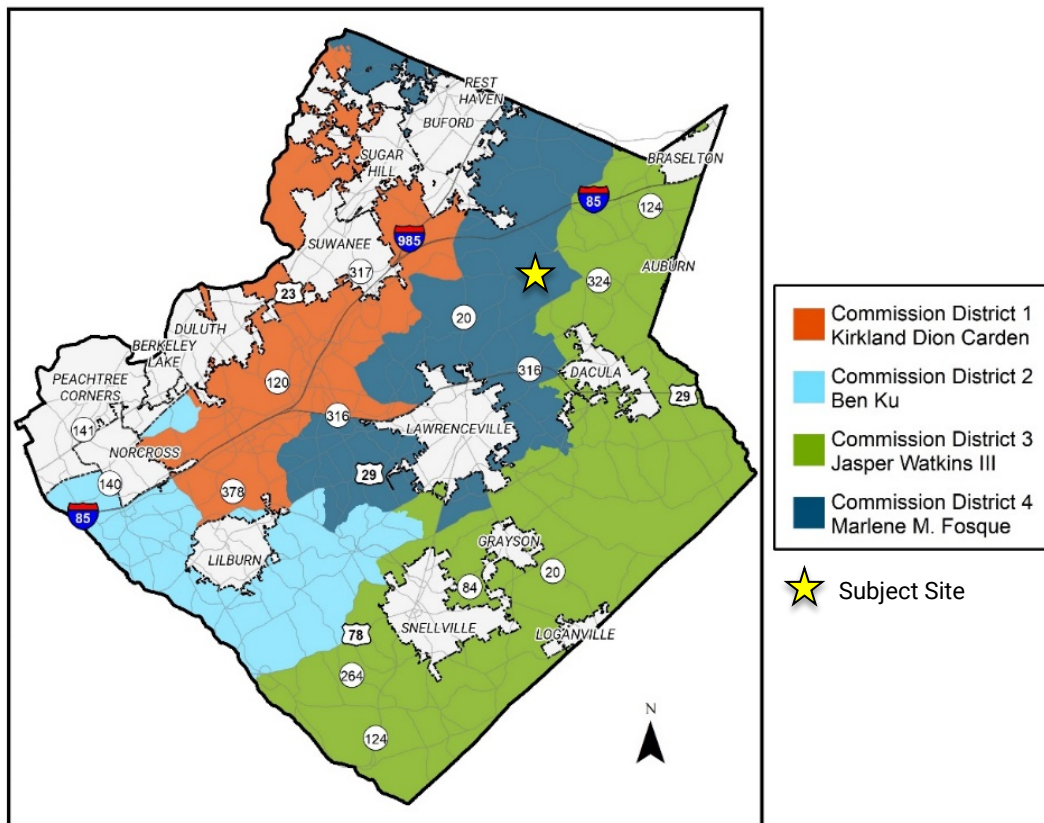 REST
HAVEN
BUFORD
SUGAR
HILL
BRASELTON
85
124
SUWANEE
985
317
AUBURN
324
23
20
DULUTH
BERKELEY
LAKE
PEACHTREE
CORNERS
120
316
DACULA
29
316
141
LAWRENCEVILLE
NORCROSS
29
140
378
85
LILBURN
GRAYSON
84
20
SNELLVILLE
LOGANVILLE
78
264
124
N
Commission District 1
Kirkland Dion Carden
Commission District 2
Ben Ku
Commission District 3
Jasper Watkins III
Commission District 4
Marlene M. Fosque
Subject Site